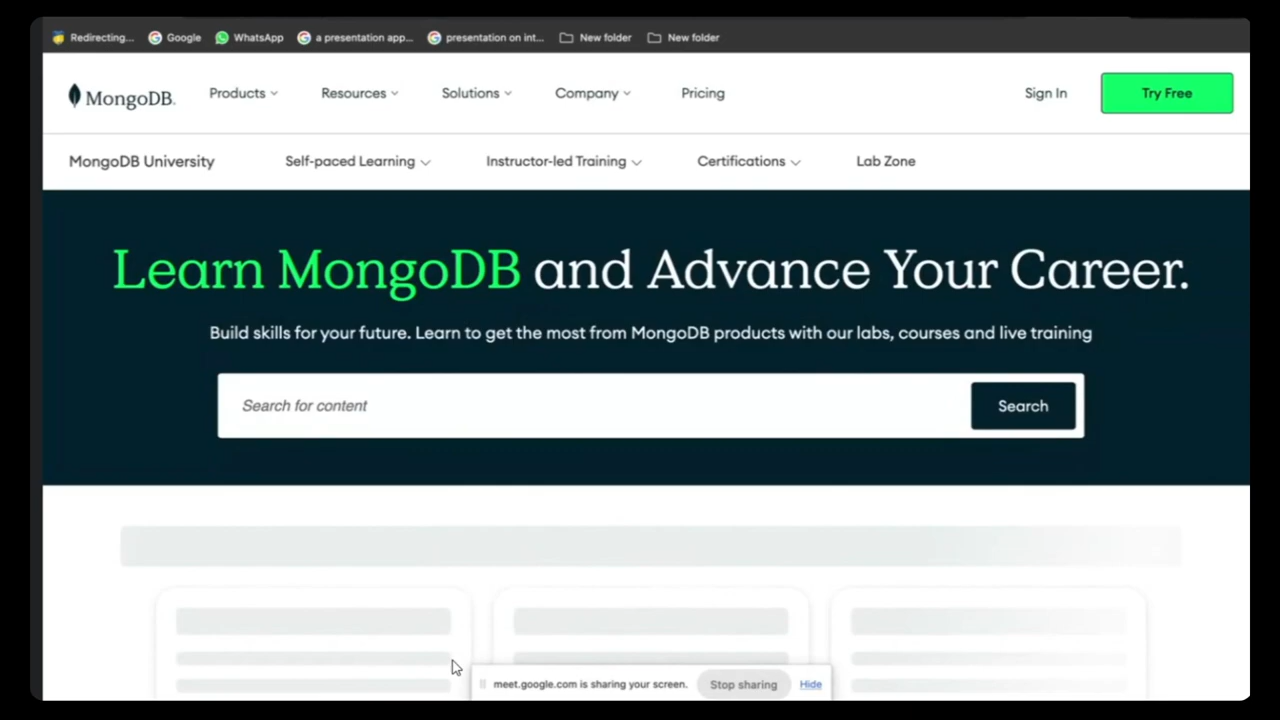 Redirecting... Google WhatsApp a presentation app... presentation on int... New folder New folder
MongoDB. Products Resources Solutions Company Pricing Sign In Try Free
MongoDB University Self-paced Learning Instructor-led Training Certifications Lab Zone
Learn MongoDB and Advance Your Career.
Build skills for your future. Learn to get the most from MongoDB products with our labs, courses and live training
Search for content Search
meet.google.com is sharing your screen. Stop sharing Hide